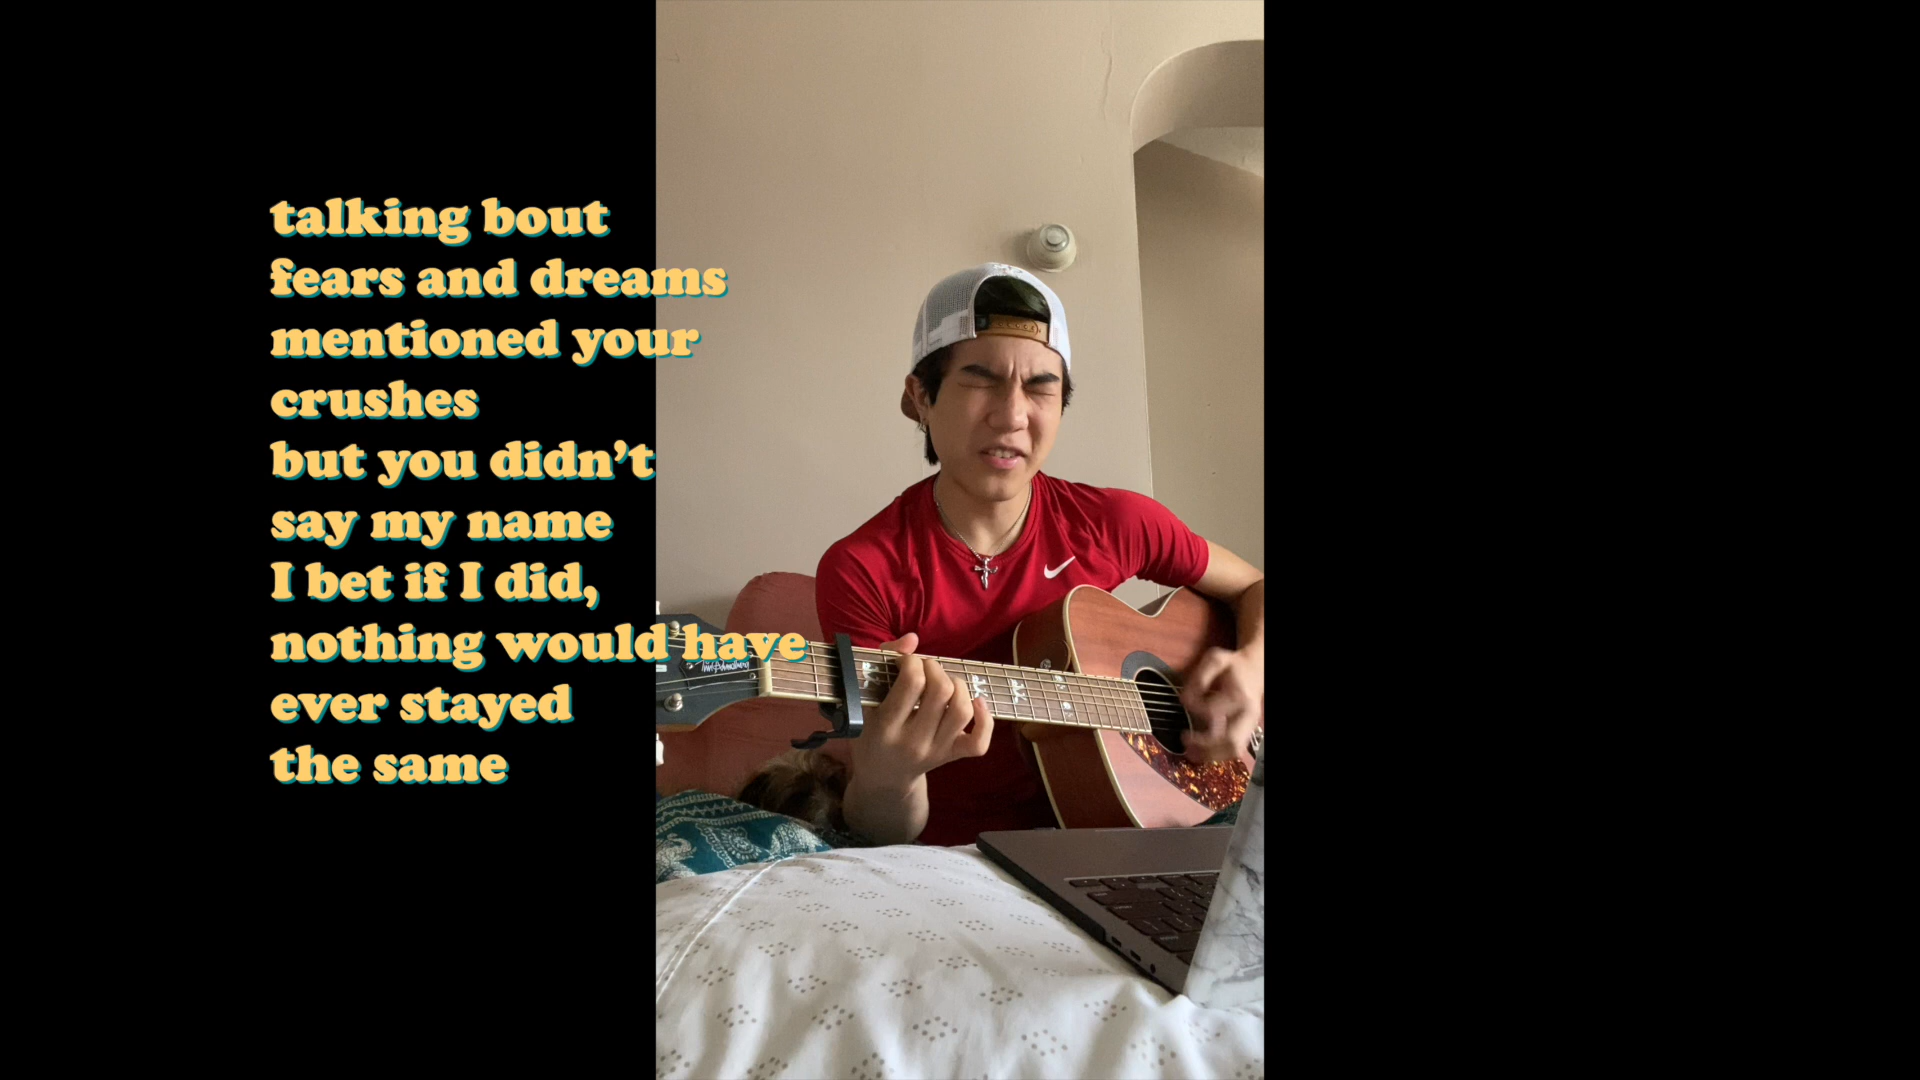 talking bout
fears and dreams
mentioned your
crushes
but you didn’t
say my name
I bet if I did,
nothing would have
ever stayed
the same